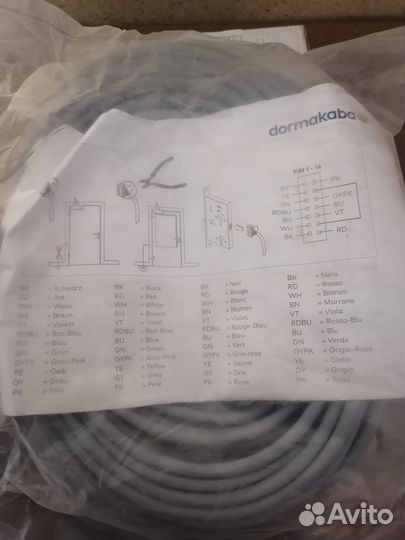 dormakaba
PIN 1 - 14
GY
YE
GN
RDBU
BN
WH
BK
PK
GYPK
BU
VT
RD
BK = Schwarz
RD = Rot
WH = Weiss
BN = Braun
VT = Violett
RDBU = Rot-Blau
BU = Blau
GN = Grün
GYPK = Grau-Pink
YE = Gelb
GY = Grau
PK = Pink
BK = Black
RD = Red
WH = White
BN = Brown
VT = Violet
RDBU = Red-Blue
BU = Blue
GN = Green
GYPK = Grey-Pink
YE = Yellow
GY = Grey
PK = Pink
BK = Noir
RD = Rouge
WH = Blanc
BN = Marron
VT = Violet
RDBU = Rouge-Bleu
BU = Bleu
GN = Vert
GYPK = Gris-rose
YE = Jaune
GY = Gris
PK = Rose
BK = Nero
RD = Rosso
WH = Bianco
BN = Marrone
VT = Viola
RDBU = Rosso-Blu
BU = Blu
GN = Verde
GYPK = Grigio-Rosa
YE = Giallo
GY = Grigio
PK = Rosa
Avito